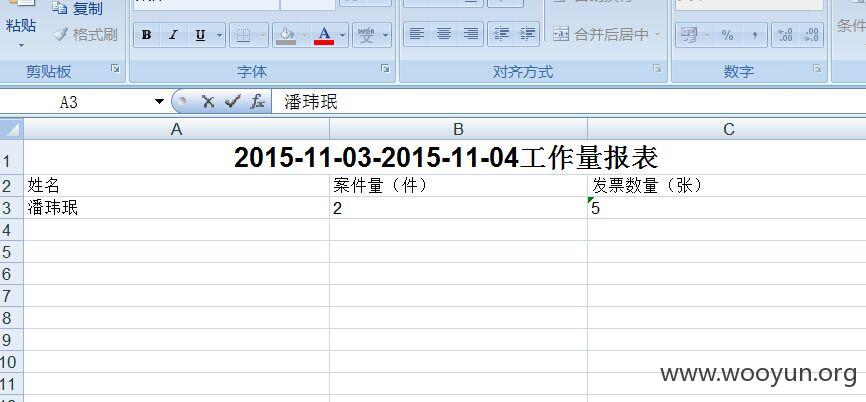 粘贴
复制
格式刷
B I U A wén %
合并后居中
条件
剪贴板 字体 对齐方式 数字
A3 fx 潘玮珉
A B C
1 2015-11-03-2015-11-04工作量报表
2 姓名 案件量（件） 发票数量（张）
3 潘玮珉 2 5
4
5
6
7
8
9
10
11
www.wooyun.org